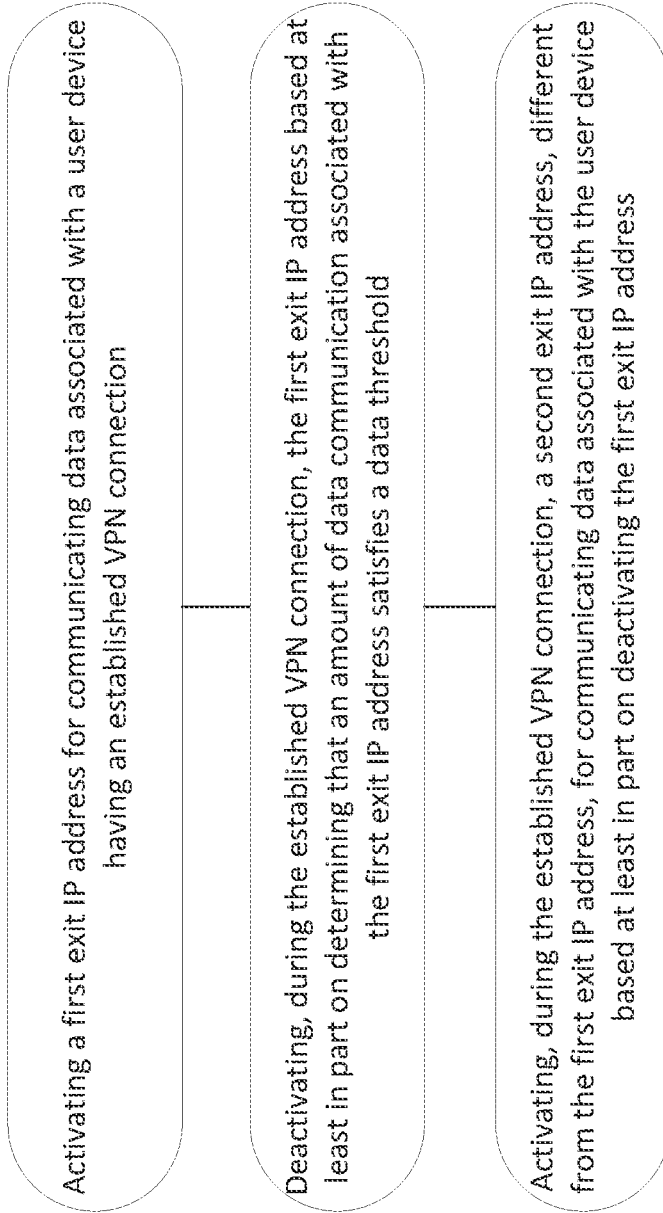 Activating a first exit IP address for communicating data associated with a user device
having an established VPN connection
Deactivating, during the established VPN connection, the first exit IP address based at
least in part on determining that an amount of data communication associated with
the first exit IP address satisfies a data threshold
Activating, during the established VPN connection, a second exit IP address, different
from the first exit IP address, for communicating data associated with the user device
based at least in part on deactivating the first exit IP address